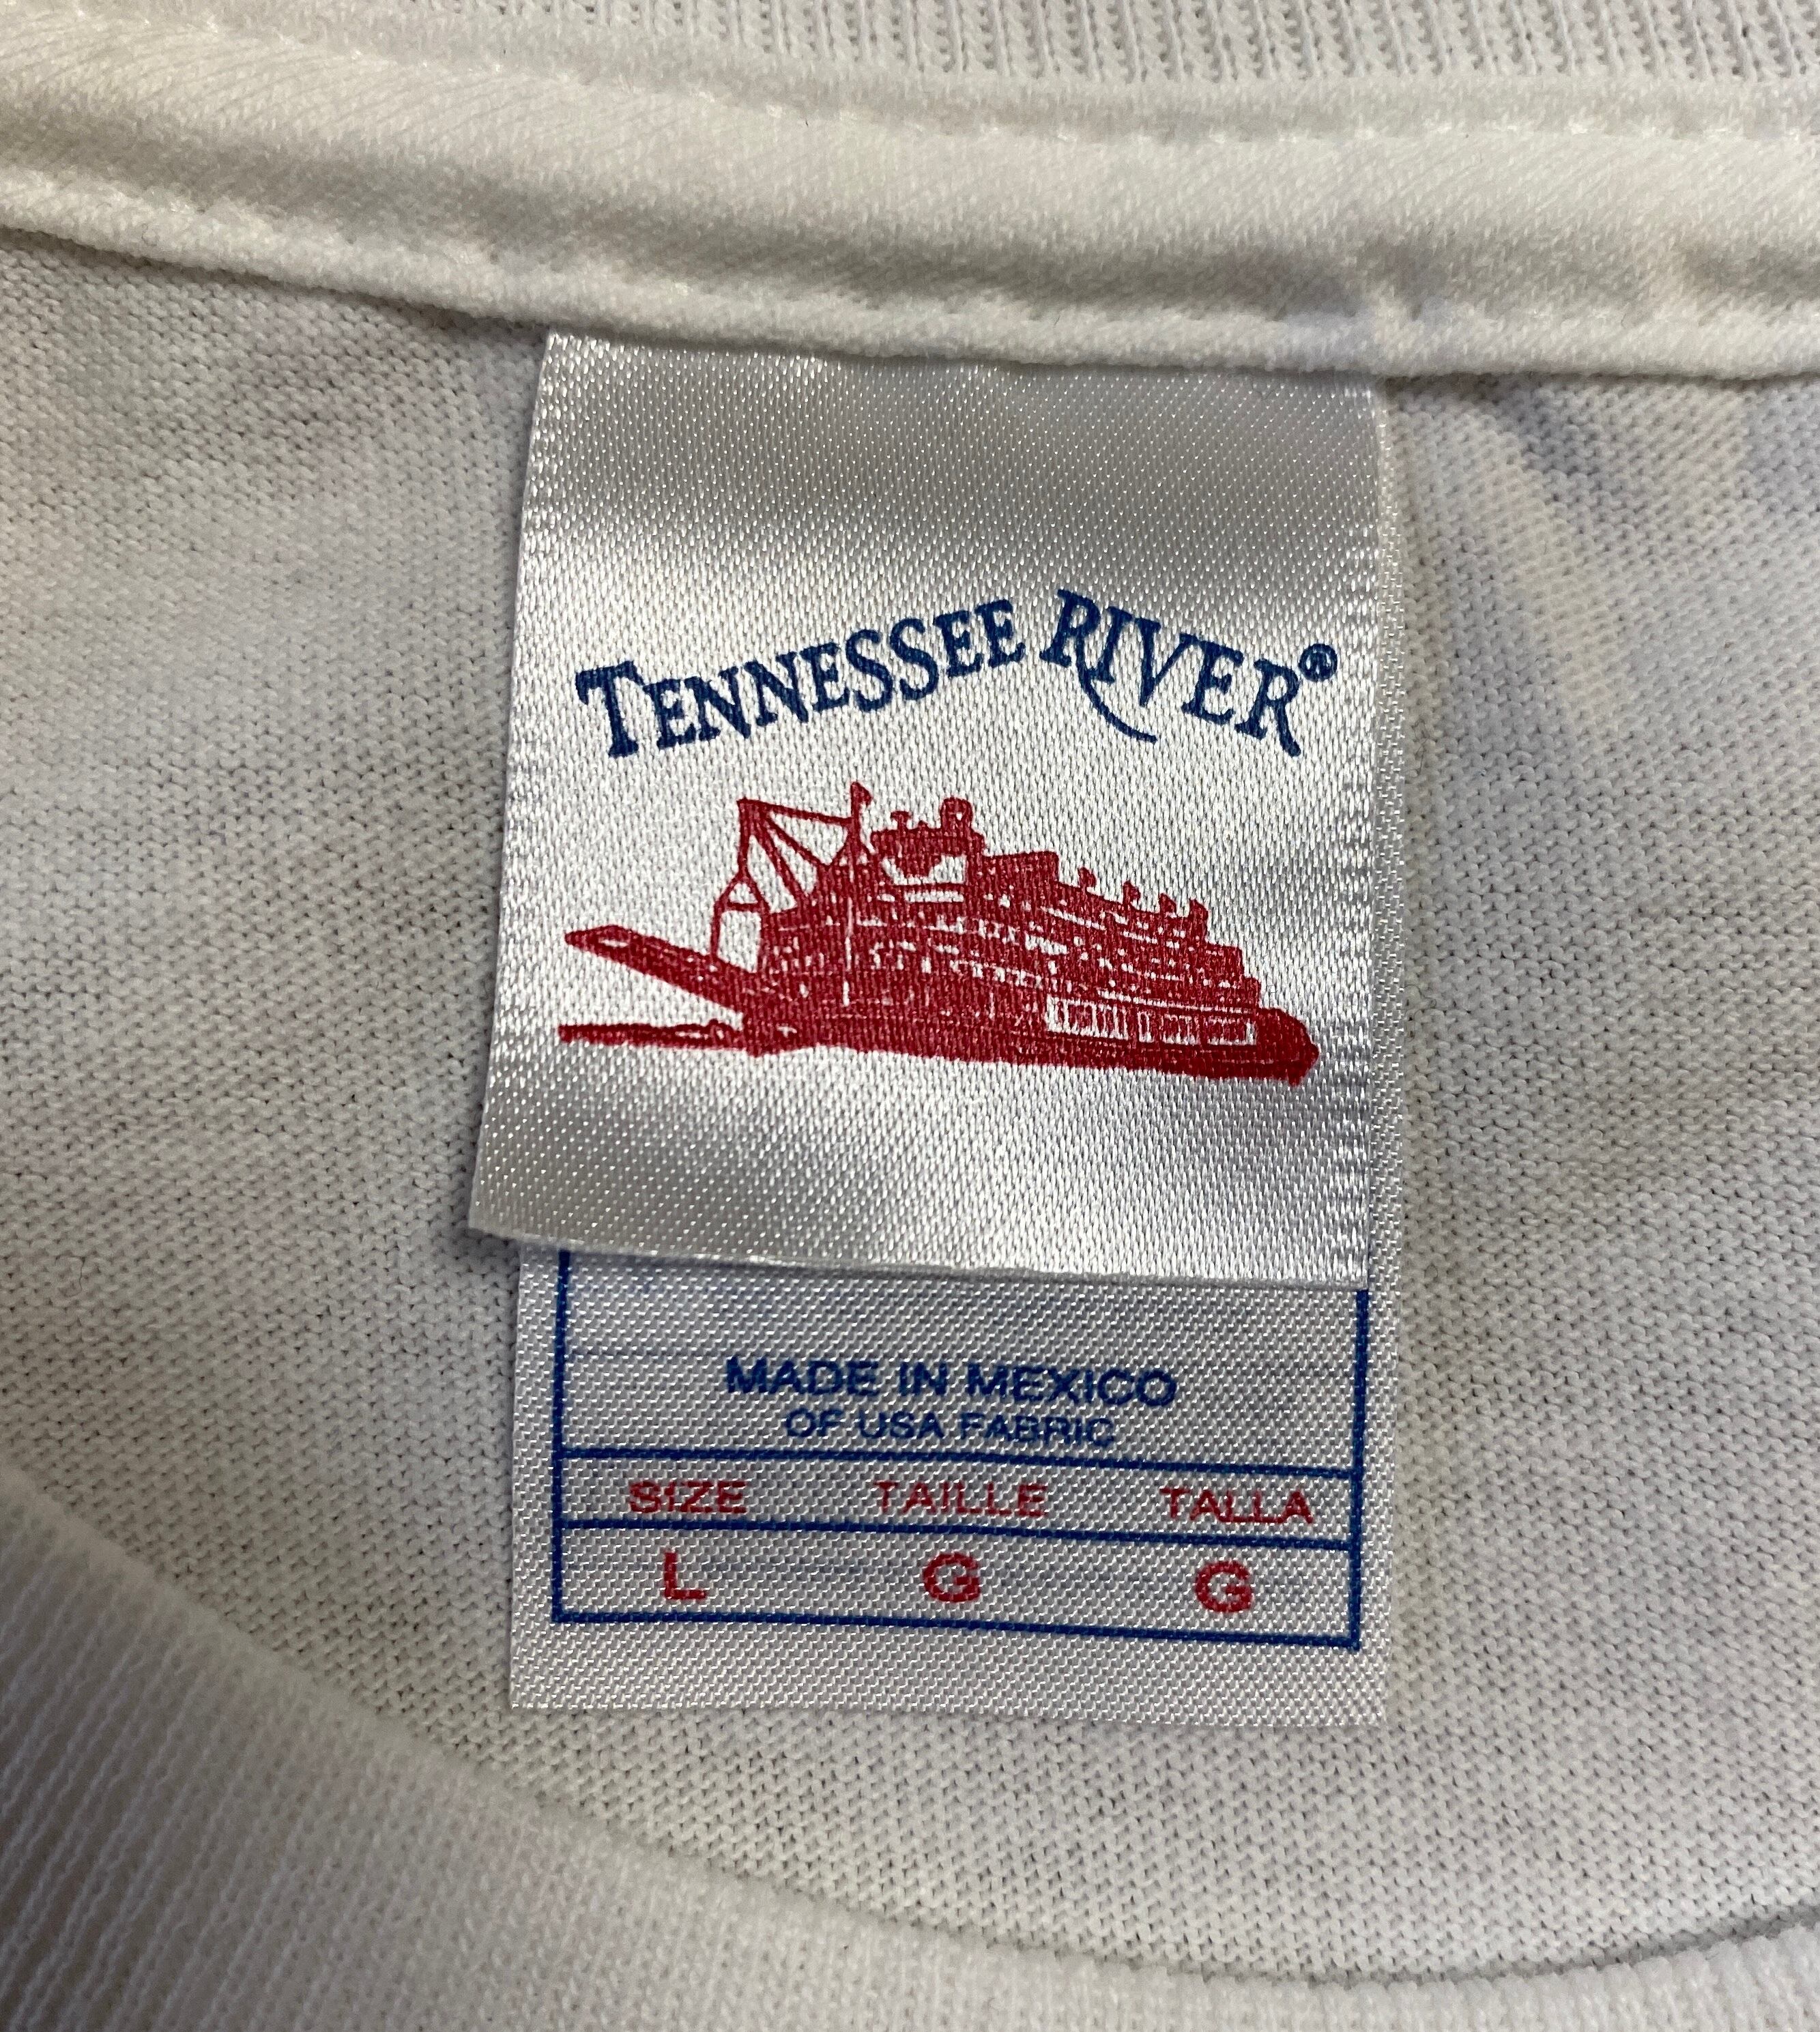 TENNESSEE RIVER®
MADE IN MEXICO
OF USA FABRIC
SIZE TAILLE TALLA
L G G